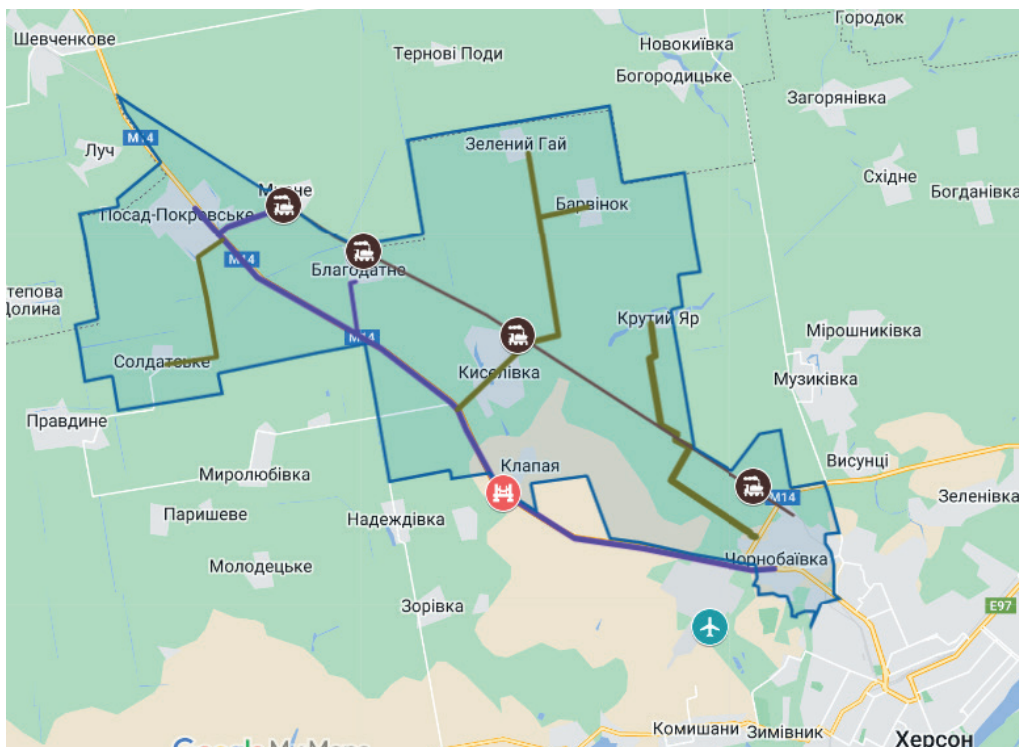 Городок
Шевченкове
Тернові Поди
Новокиївка
Богородицьке
Загорянівка
M14
Луч
Зелений Гай
Східне
Богданівка
Барвінок
Посад-Покровське
M14
Благодатне
Долина
Крутий Яр
Мірошниківка
M14
Солдатське
Киселівка
Музиківка
Правдине
Висунці
Миролюбівка
Клапая
M14
Зеленівка
Паришеве
Надеждівка
Чорнобаївка
Молодецьке
Зорівка
E97
Комишани
Зимівник
Херсон